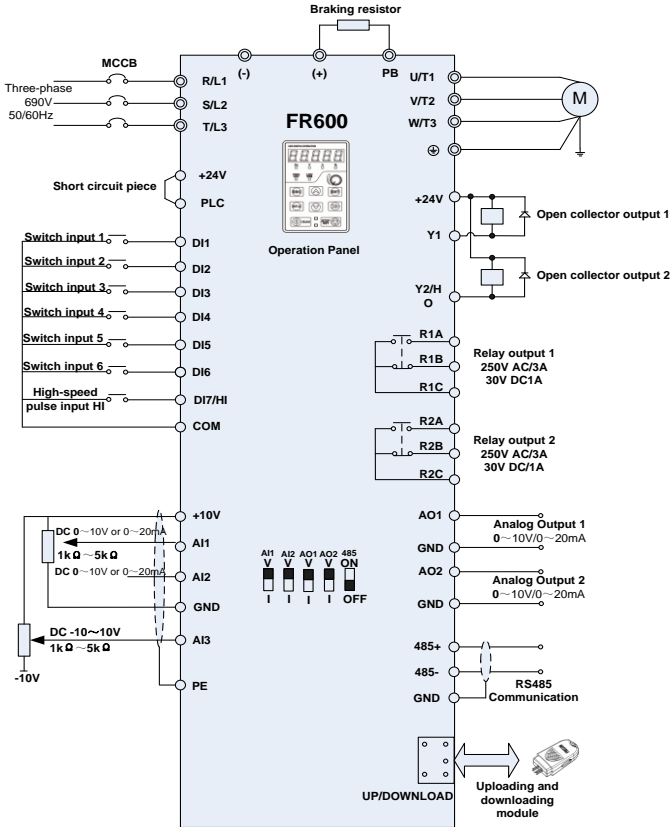 Braking resistor
MCCB
(-)
(+)
PB
R/L1
U/T1
Three-phase
690V
50/60Hz
S/L2
V/T2
M
T/L3
FR600
W/T3
+24V
Short circuit piece
PLC
+24V
Open collector output 1
Operation Panel
Y1
Switch input 1
DI1
Switch input 2
DI2
Open collector output 2
Switch input 3
DI3
Y2/H
O
Switch input 4
DI4
Switch input 5
DI5
R1A
R1B
R1C
Relay output 1
250V AC/3A
30V DC1A
Switch input 6
DI6
High-speed
pulse input HI
DI7/HI
COM
R2A
R2B
R2C
Relay output 2
250V AC/3A
30V DC/1A
+10V
DC 0～10V or 0～20mA
AI1
1kΩ～5kΩ
DC 0～10V or 0～20mA
AI2
GND
DC -10～10V
AI3
1kΩ～5kΩ
-10V
PE
AI1 AI2 AO1 AO2 485
V V V V ON
I I I I OFF
AO1
Analog Output 1
0～10V/0～20mA
GND
AO2
Analog Output 2
0～10V/0～20mA
GND
485+
485-
RS485
Communication
GND
UP/DOWNLOAD
Uploading and
downloading
module